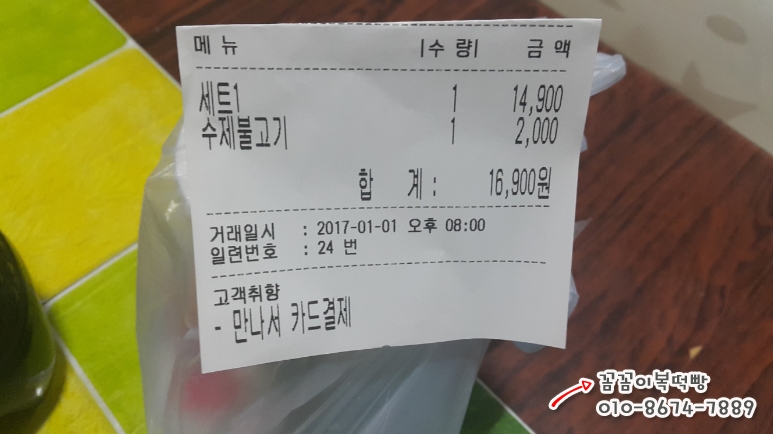 메 뉴 |수 량| 금 액
세트1 1 14,900
수제불고기 1 2,000
합 계 : 16,900원
거래일시 : 2017-01-01 오후 08:00
일련번호 : 24 번
고객취향
- 만나서 카드결제
꼼꼼이복떡빵
010-8674-7889